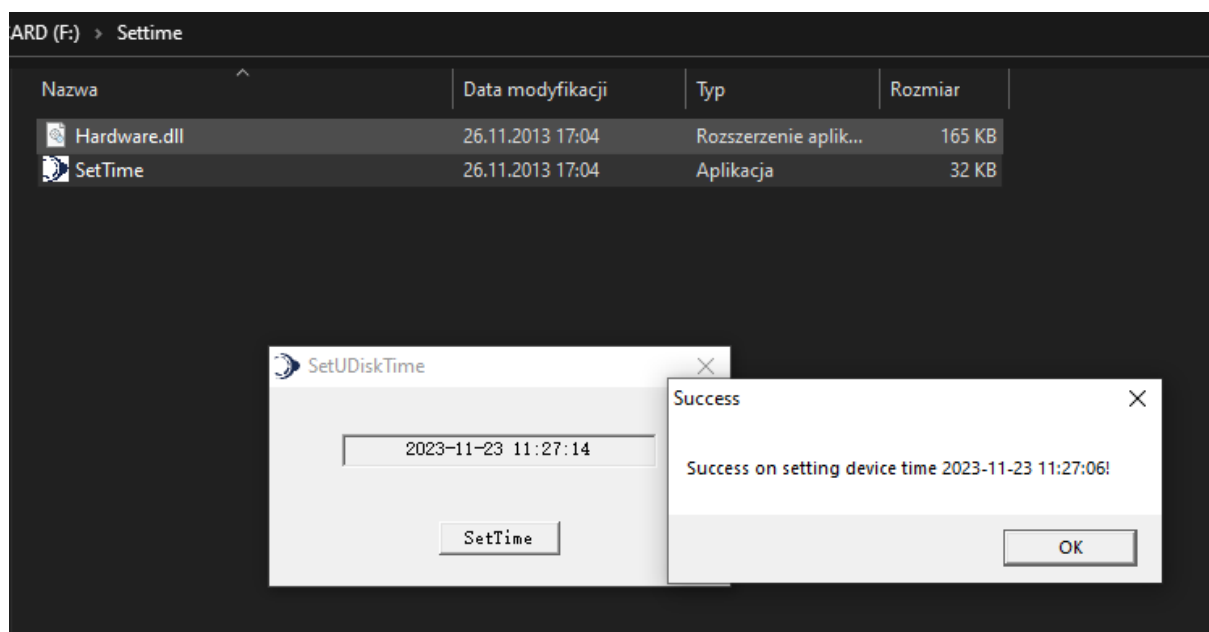 ARD (F:) > Settime
Nazwa Data modyfikacji Typ Rozmiar
Hardware.dll 26.11.2013 17:04 Rozszerzenie aplik... 165 KB
SetTime 26.11.2013 17:04 Aplikacja 32 KB
SetUDiskTime
2023-11-23 11:27:14
SetTime
Success
Success on setting device time 2023-11-23 11:27:06!
OK